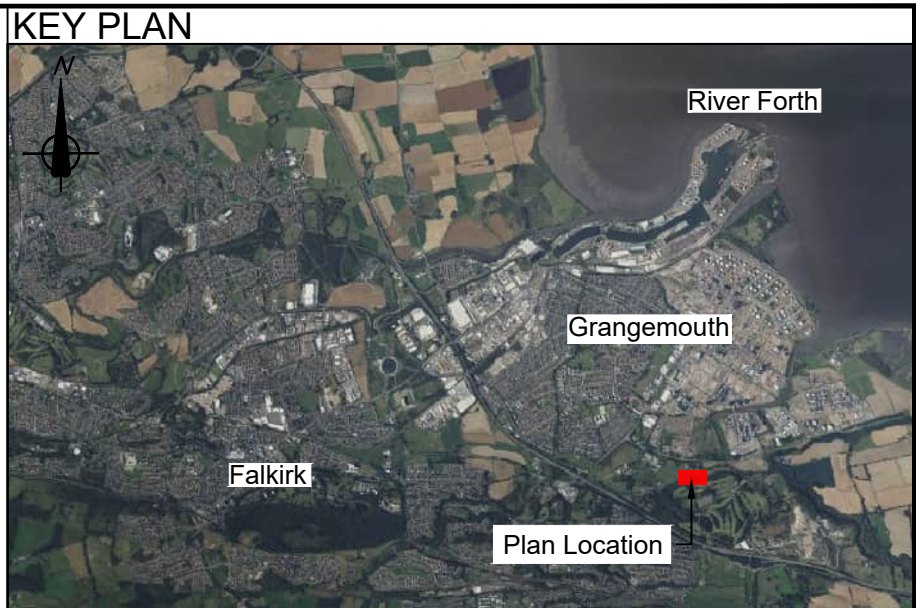 KEY PLAN
N
River Forth
Grangemouth
Falkirk
Plan Location